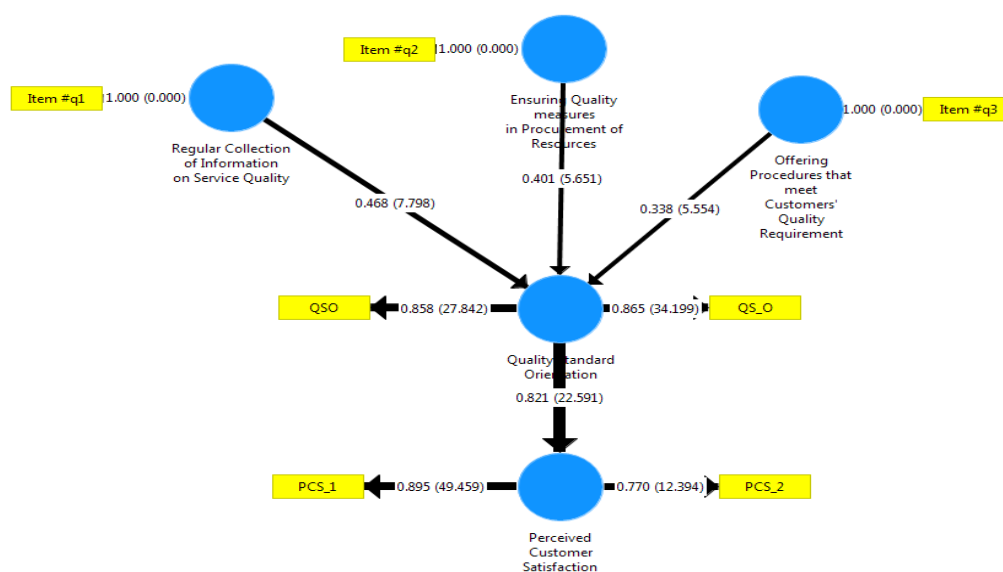 Item #q2
1.000 (0.000)
Item #q1
1.000 (0.000)
1.000 (0.000)
Item #q3
Ensuring Quality
measures
in Procurement of
Resources
Regular Collection
of Information
on Service Quality
Offering
Procedures that
meet
Customers'
Quality
Requirement
0.468 (7.798)
0.401 (5.651)
0.338 (5.554)
QSO
0.858 (27.842)
0.865 (34.199)
QS_O
Quality Standard
Orientation
0.821 (22.591)
PCS_1
0.895 (49.459)
0.770 (12.394)
PCS_2
Perceived
Customer
Satisfaction